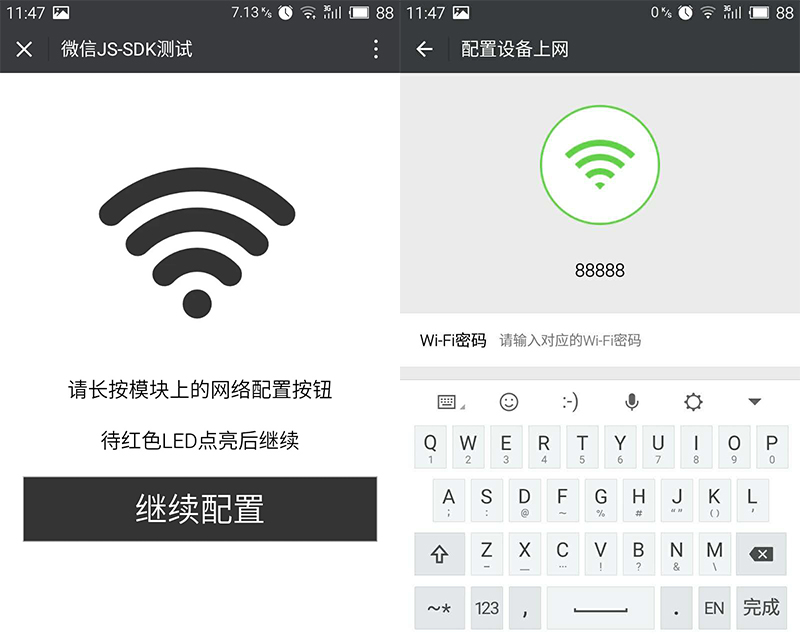 11:47 7.13 K/s 3G 88
微信JS-SDK测试
请长按模块上的网络配置按钮
待红色LED点亮后继续
继续配置
11:47 0 K/s 3G 88
配置设备上网
88888
Wi-Fi密码 请输入对应的Wi-Fi密码
:-)
Q W E R T Y U I O P
1 2 3 4 5 6 7 8 9 0
A S D F G H J K L
; : @ ~ % # “” () ‘
Z X C V B N M
– __ ··· ! ? & \
~* 123 , . EN 完成